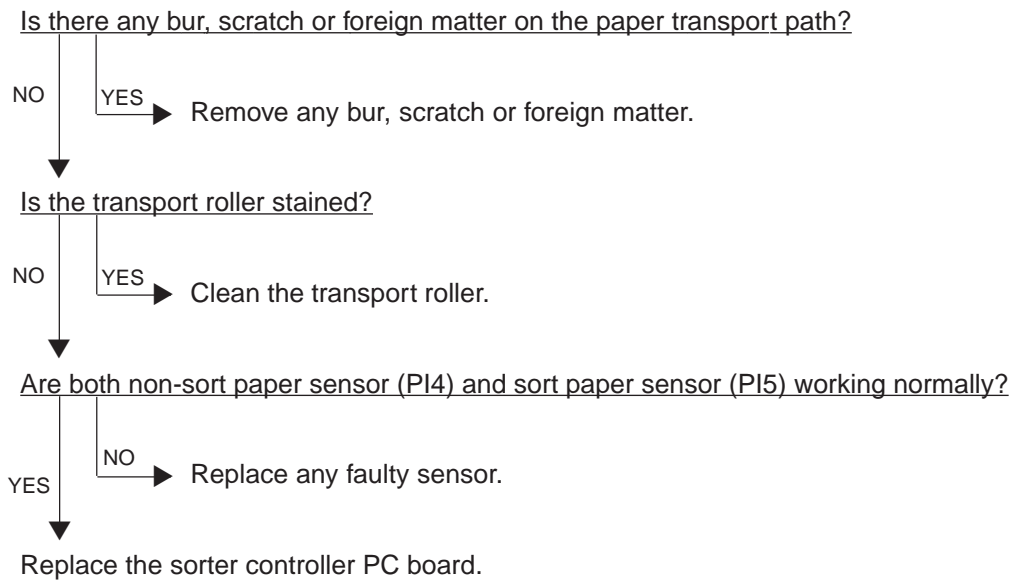 Is there any bur, scratch or foreign matter on the paper transport path?
NO
YES
Remove any bur, scratch or foreign matter.
Is the transport roller stained?
NO
YES
Clean the transport roller.
Are both non-sort paper sensor (PI4) and sort paper sensor (PI5) working normally?
NO
Replace any faulty sensor.
YES
Replace the sorter controller PC board.